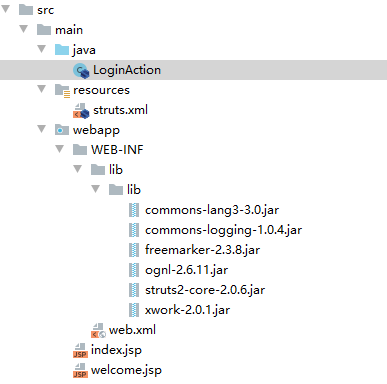 src
main
java
LoginAction
resources
struts.xml
webapp
WEB-INF
lib
lib
commons-lang3-3.0.jar
commons-logging-1.0.4.jar
freemarker-2.3.8.jar
ognl-2.6.11.jar
struts2-core-2.0.6.jar
xwork-2.0.1.jar
web.xml
index.jsp
welcome.jsp